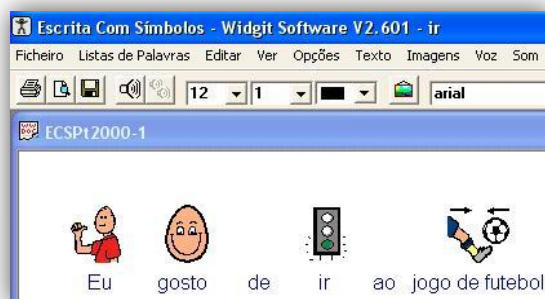 Escrita Com Símbolos - Widgit Software V2.601 - ir
Ficheiro Listas de Palavras Editar Ver Opções Texto Imagens Voz Som
12 1 arial
ECSPt2000-1
Eu gosto de ir ao jogo de futebol